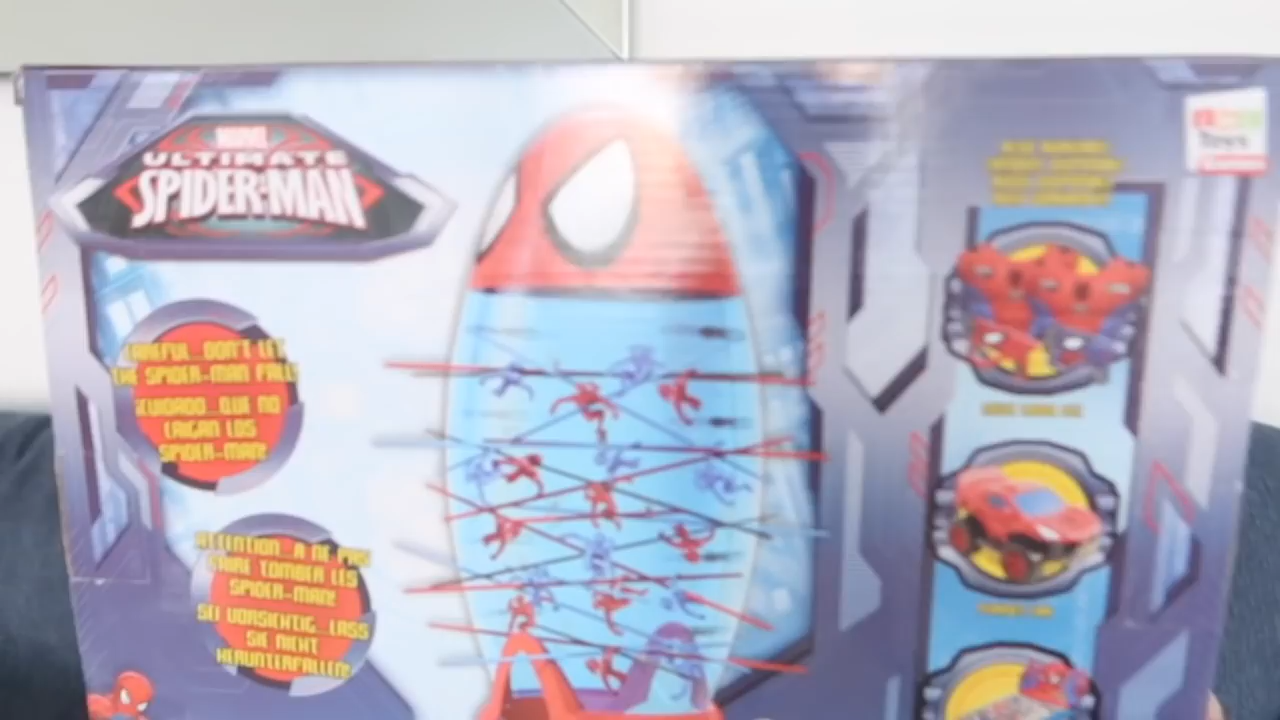 MARVEL
ULTIMATE
SPIDER-MAN
CAREFUL...DON'T LET
THE SPIDER-MAN FALL!
¡CUIDADO...QUE NO
CAIGAN LOS
SPIDER-MAN!
ATTENTION...A NE PAS
FAIRE TOMBER LES
SPIDER-MAN!
SEI VORSICHTIG...LASS
SIE NICHT
HERUNTERFALLEN!
Toys